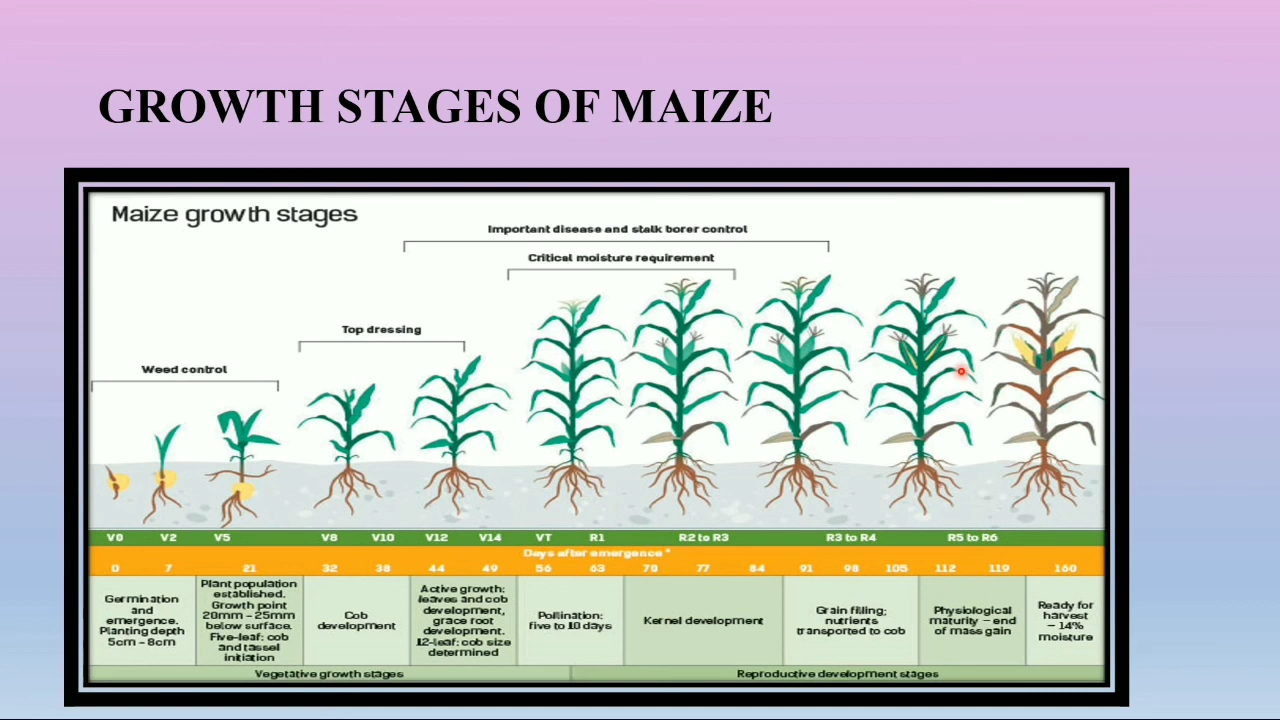 GROWTH STAGES OF MAIZE
Maize growth stages
Important disease and stalk borer control
Critical moisture requirement
Top dressing
Weed control
V0 V2 V5 V8 V10 V12 V14 VT R1 R2 to R3 R3 to R4 R5 to R6
Days after emergence *
0 7 21 32 38 44 49 56 63 70 77 84 91 98 105 112 119 160
Germination
and
emergence.
Planting depth
5cm – 8cm
Plant population
established.
Growth point
20mm – 25mm
below surface.
Five-leaf: cob
and tassel
initiation
Cob
development
Active growth;
leaves and cob
development,
grace root
development.
12-leaf: cob size
determined
Pollination;
five to 10 days
Kernel development
Grain filling;
nutrients
transported to cob
Physiological
maturity – end
of mass gain
Ready for
harvest
– 14%
moisture
Vegetative growth stages
Reproductive development stages